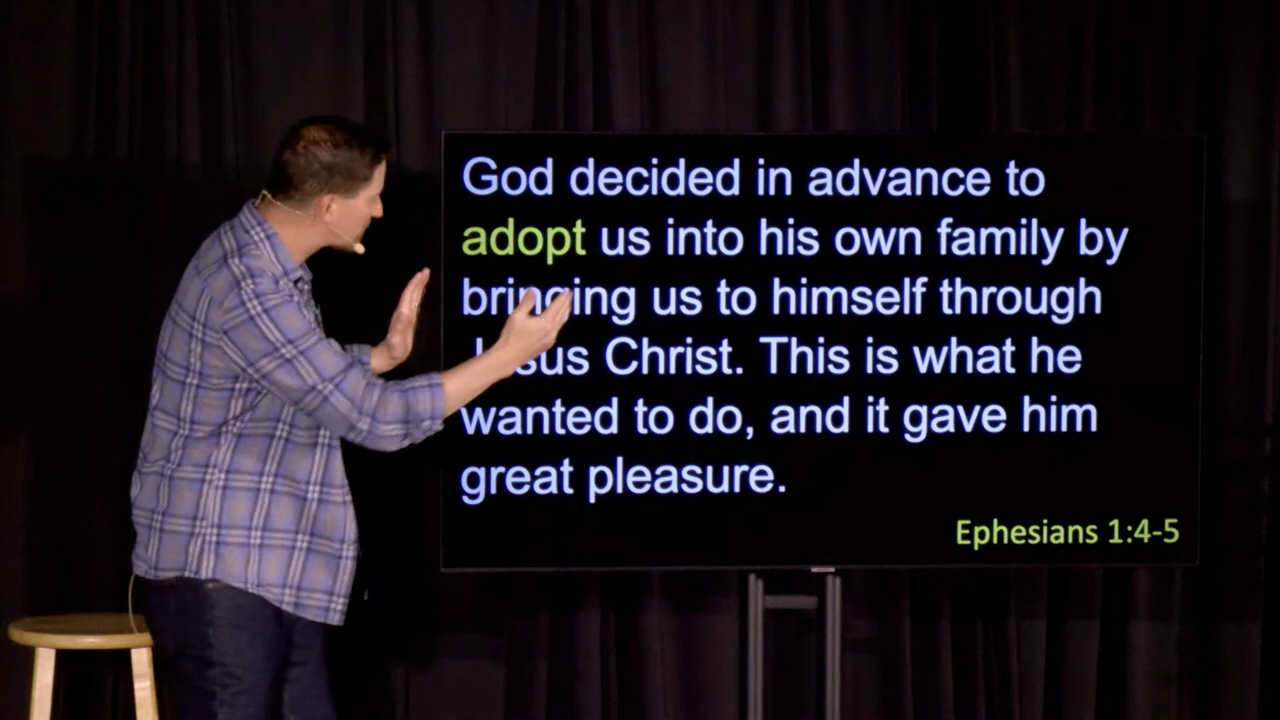 God decided in advance to
adopt us into his own family by
bringing us to himself through
Jesus Christ. This is what he
wanted to do, and it gave him
great pleasure.
Ephesians 1:4-5